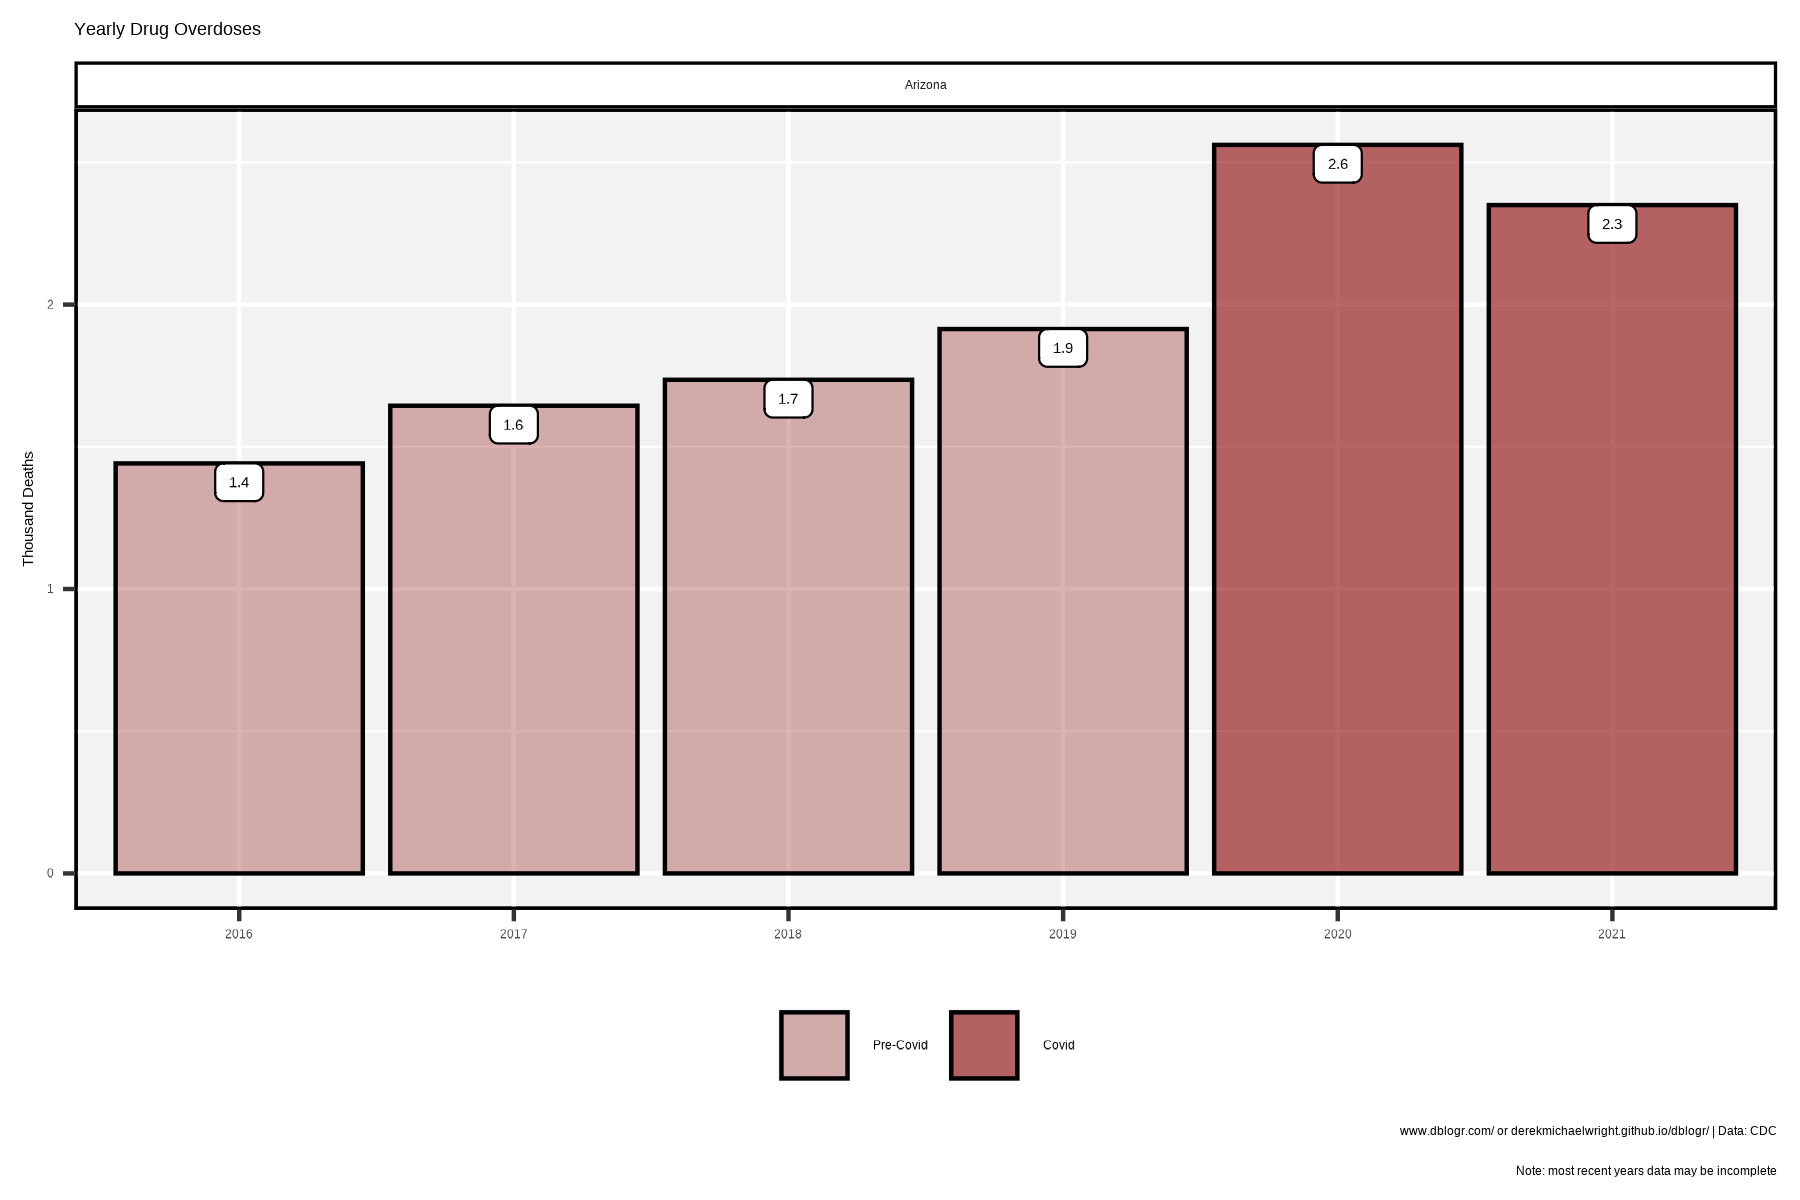 Yearly Drug Overdoses
Arizona
Thousand Deaths
2
1
0
1.4
1.6
1.7
1.9
2.6
2.3
2016
2017
2018
2019
2020
2021
Pre-Covid
Covid
www.dblogr.com/ or derekmichaelwright.github.io/dblogr/ | Data: CDC
Note: most recent years data may be incomplete